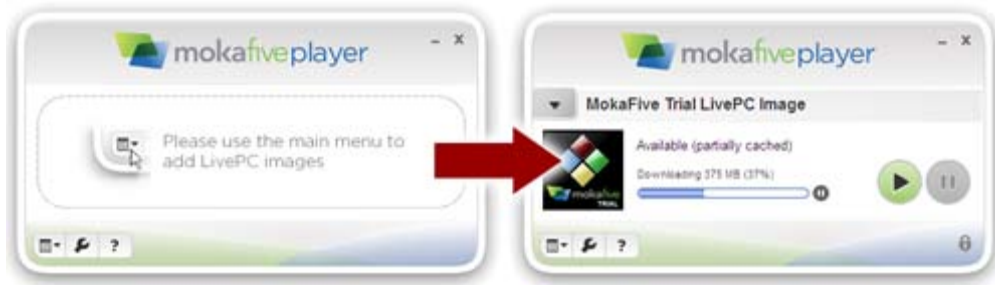 mokafiveplayer
Please use the main menu to
add LivePC images
?
mokafiveplayer
MokaFive Trial LivePC Image
Available (partially cached)
Downloading 375 MB (37%)
mokafive
TRIAL
?